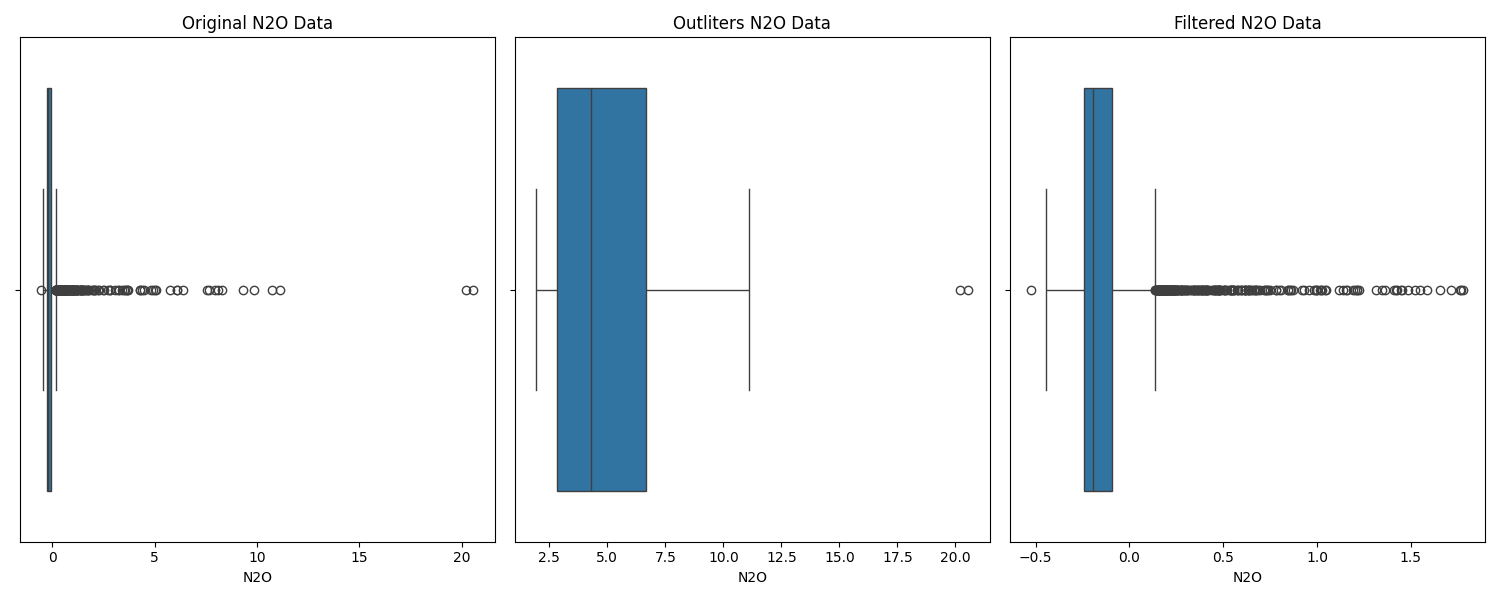 Original N2O Data
Outliters N2O Data
Filtered N2O Data
0 5 10 15 20
2.5 5.0 7.5 10.0 12.5 15.0 17.5 20.0
−0.5 0.0 0.5 1.0 1.5
N2O
N2O
N2O